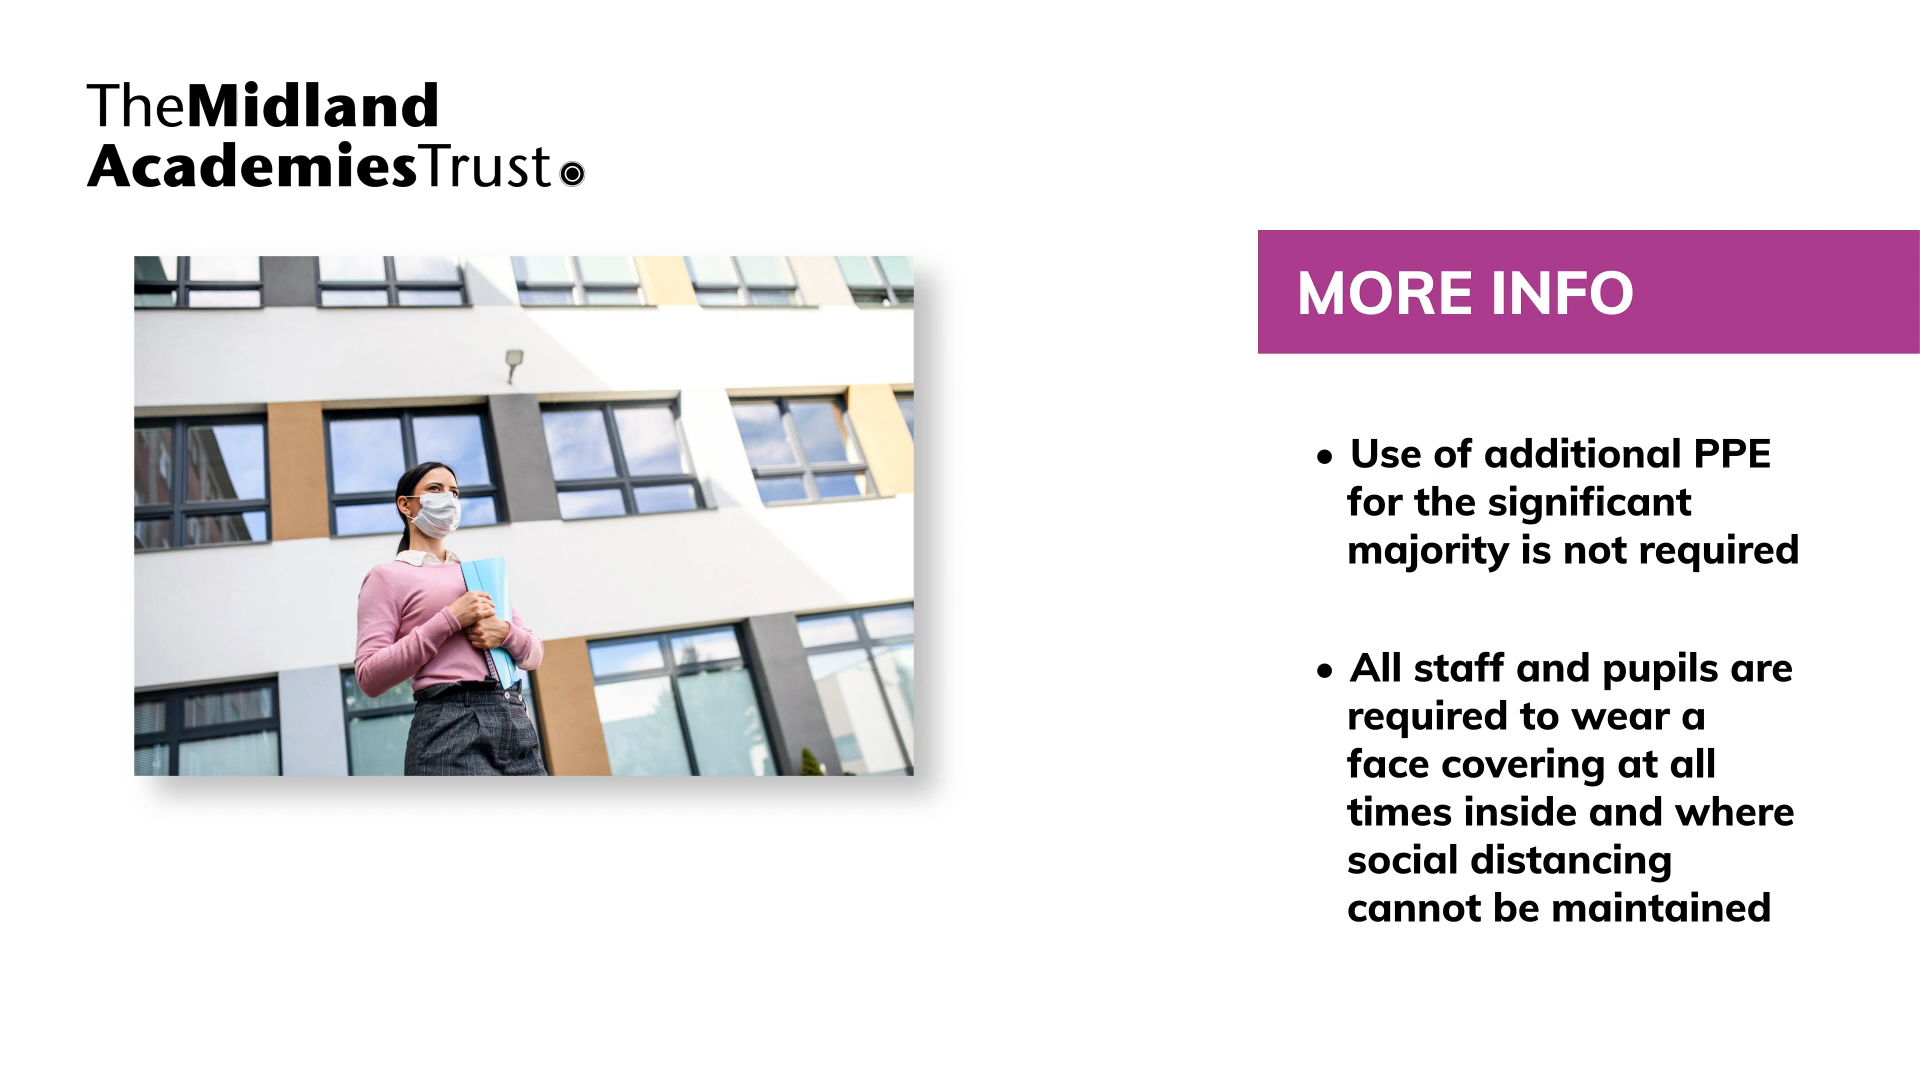 TheMidland
AcademiesTrust
MORE INFO
• Use of additional PPE
for the significant
majority is not required
• All staff and pupils are
required to wear a
face covering at all
times inside and where
social distancing
cannot be maintained